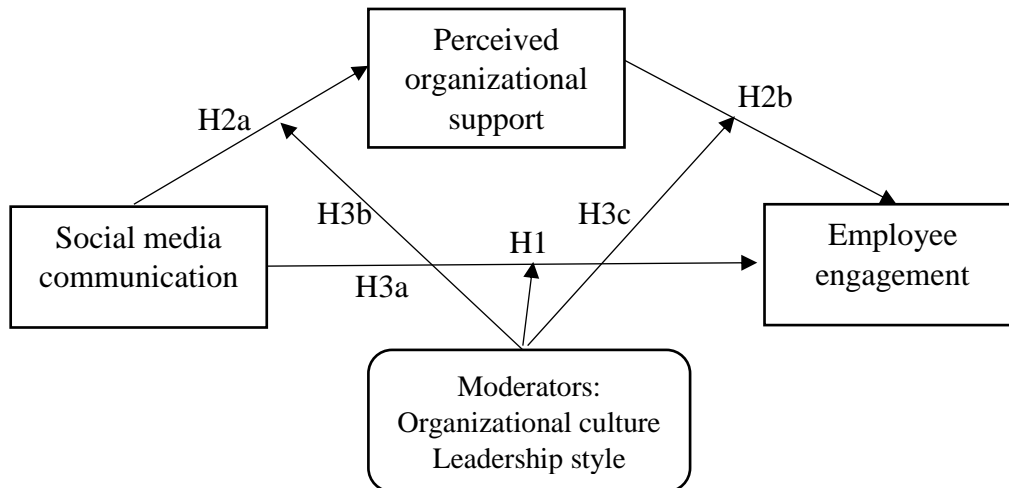 Perceived
organizational
support
H2b
H2a
H3b
H3c
Social media
communication
H1
Employee
engagement
H3a
Moderators:
Organizational culture
Leadership style